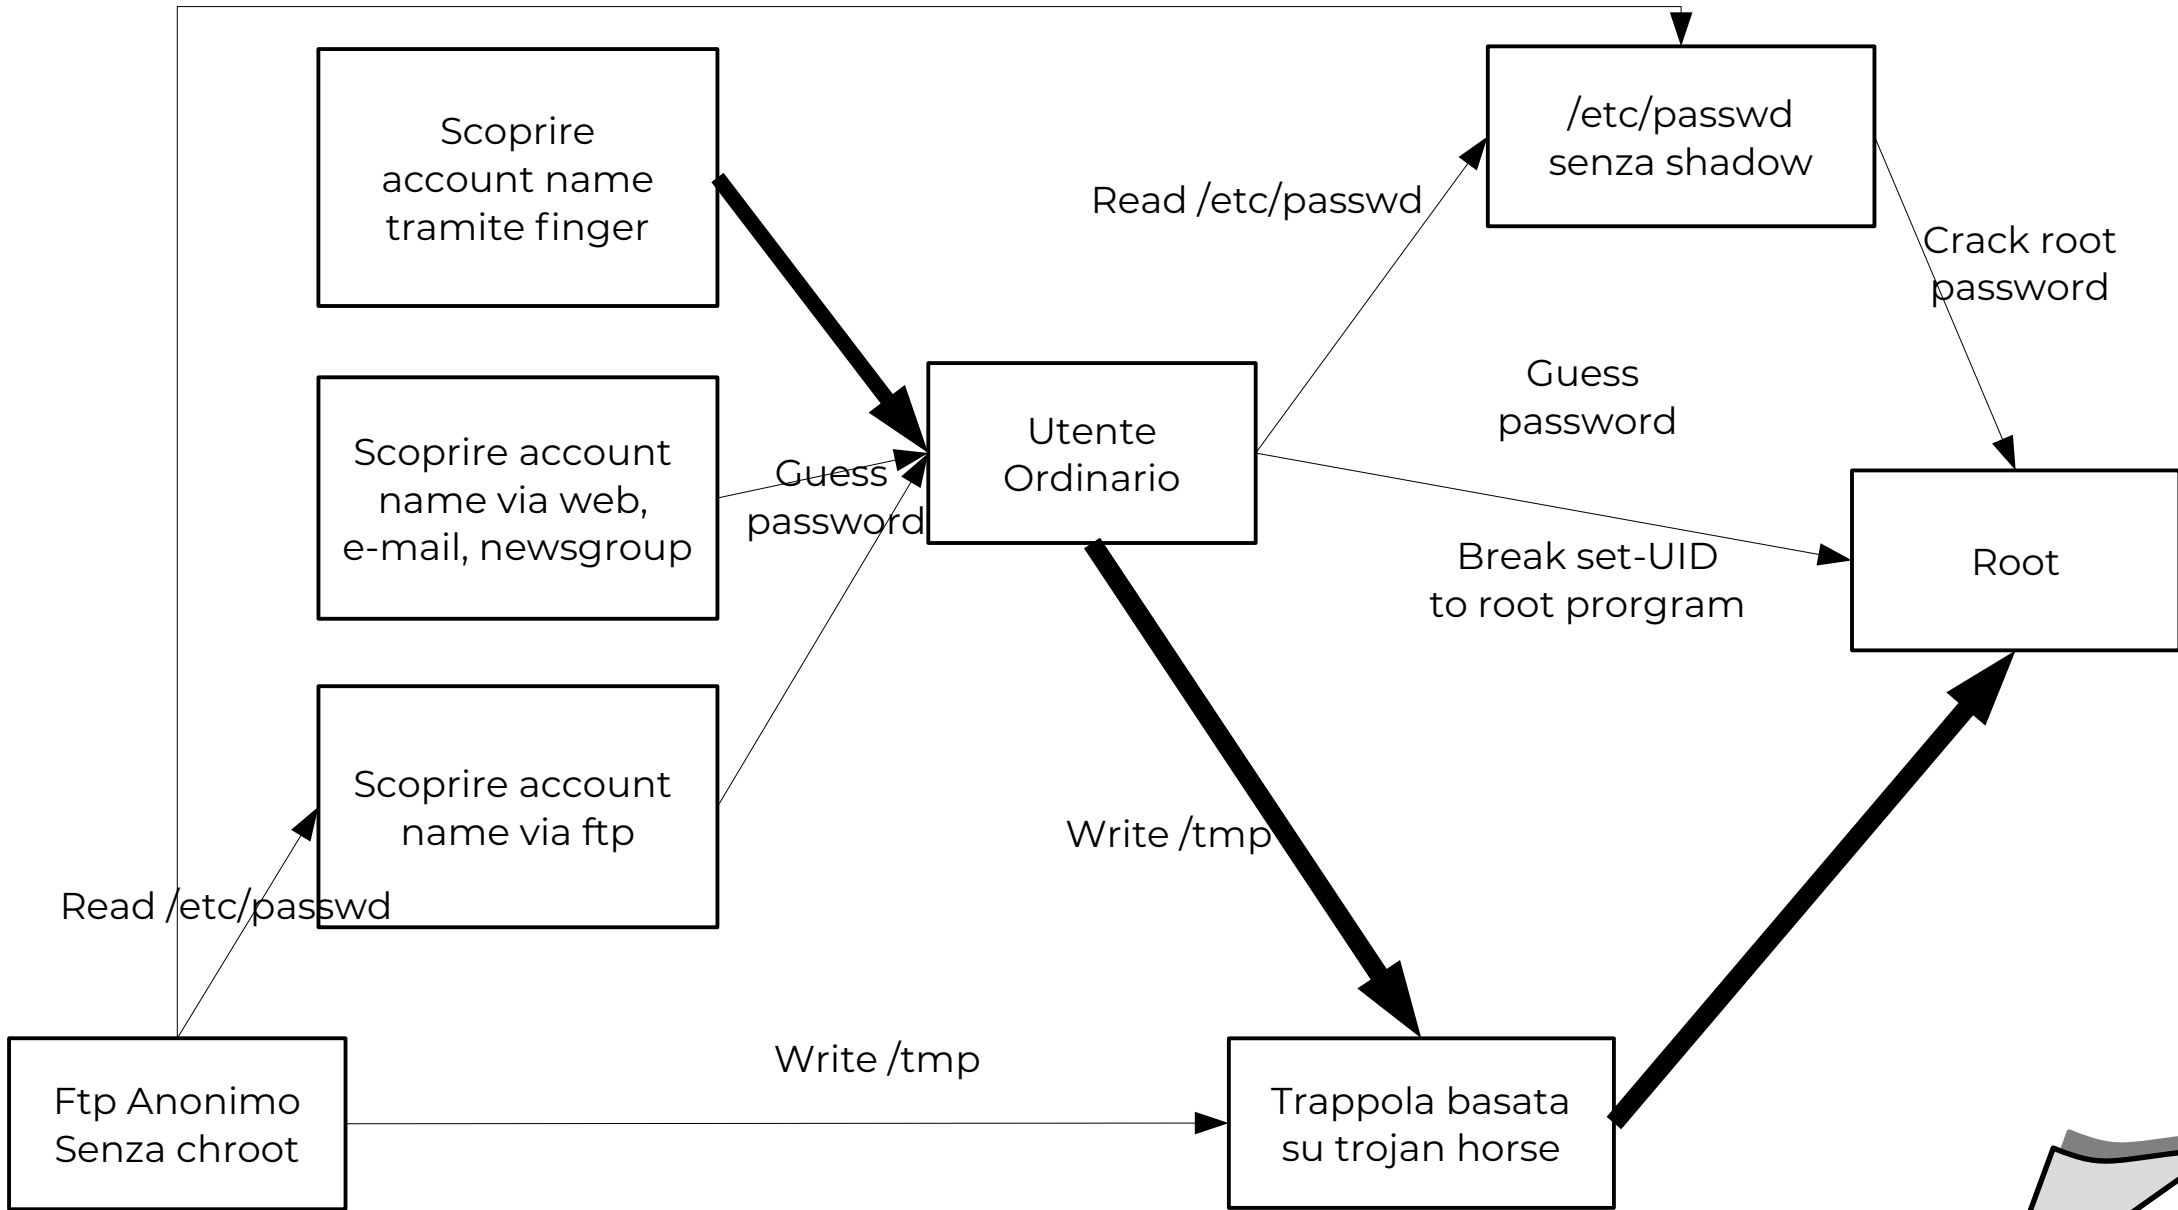 Scoprire
account name
tramite finger
/etc/passwd
senza shadow
Read /etc/passwd
Crack root
password
Guess
password
Utente
Ordinario
Scoprire account
name via web,
e-mail, newsgroup
Guess
password
Break set-UID
to root prorgram
Root
Scoprire account
name via ftp
Write /tmp
Read /etc/passwd
Write /tmp
Ftp Anonimo
Senza chroot
Trappola basata
su trojan horse